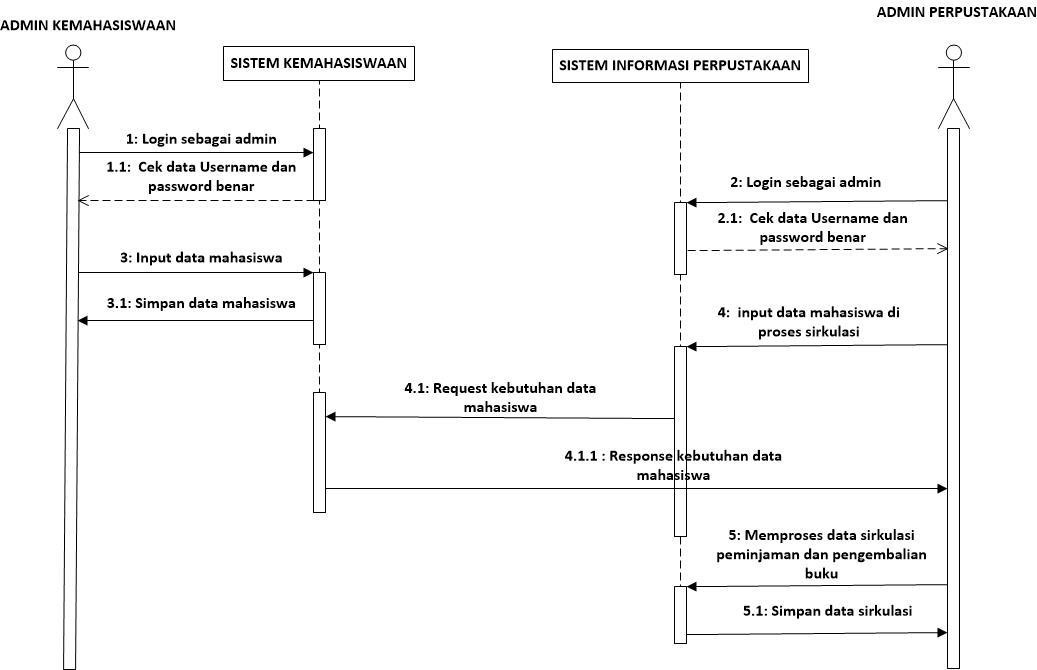 ADMIN PERPUSTAKAAN
ADMIN KEMAHASISWAAN
SISTEM KEMAHASISWAAN
SISTEM INFORMASI PERPUSTAKAAN
1: Login sebagai admin
1.1: Cek data Username dan
password benar
2: Login sebagai admin
2.1: Cek data Username dan
password benar
3: Input data mahasiswa
3.1: Simpan data mahasiswa
4: input data mahasiswa di
proses sirkulasi
4.1: Request kebutuhan data
mahasiswa
4.1.1 : Response kebutuhan data
mahasiswa
5: Memproses data sirkulasi
peminjaman dan pengembalian
buku
5.1: Simpan data sirkulasi